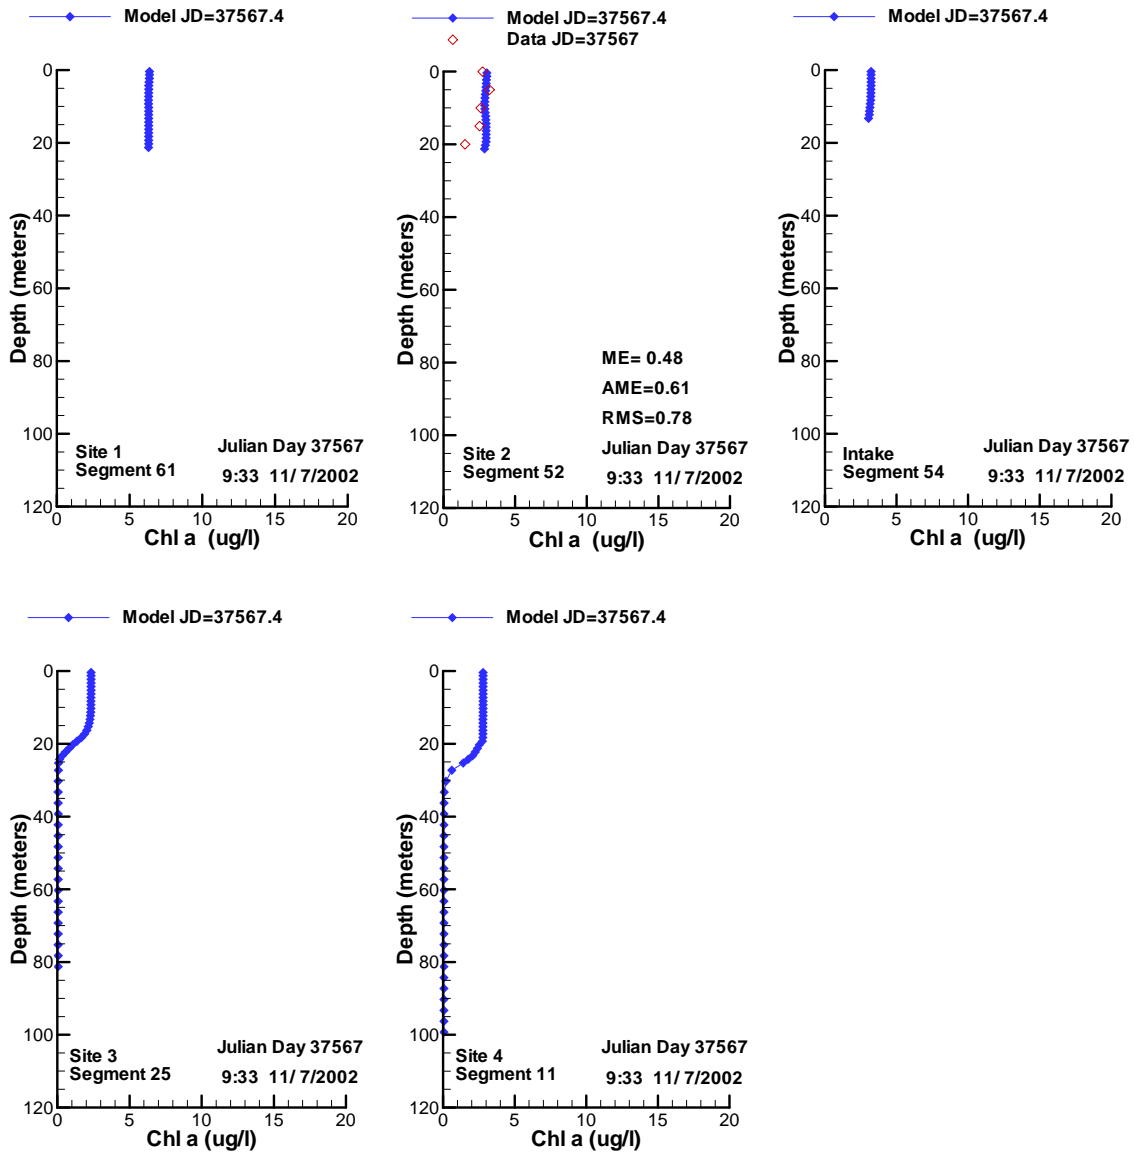 Model JD=37567.4
0
20
40
60
80
100
120
Depth (meters)
Site 1
Segment 61
Julian Day 37567
9:33 11/ 7/2002
0 5 10 15 20
Chl a (ug/l)
Model JD=37567.4
Data JD=37567
0
20
40
60
80
100
120
Depth (meters)
ME= 0.48
AME=0.61
RMS=0.78
Site 2
Segment 52
Julian Day 37567
9:33 11/ 7/2002
0 5 10 15 20
Chl a (ug/l)
Model JD=37567.4
0
20
40
60
80
100
120
Depth (meters)
Intake
Segment 54
Julian Day 37567
9:33 11/ 7/2002
0 5 10 15 20
Chl a (ug/l)
Model JD=37567.4
0
20
40
60
80
100
120
Depth (meters)
Site 3
Segment 25
Julian Day 37567
9:33 11/ 7/2002
0 5 10 15 20
Chl a (ug/l)
Model JD=37567.4
0
20
40
60
80
100
120
Depth (meters)
Site 4
Segment 11
Julian Day 37567
9:33 11/ 7/2002
0 5 10 15 20
Chl a (ug/l)